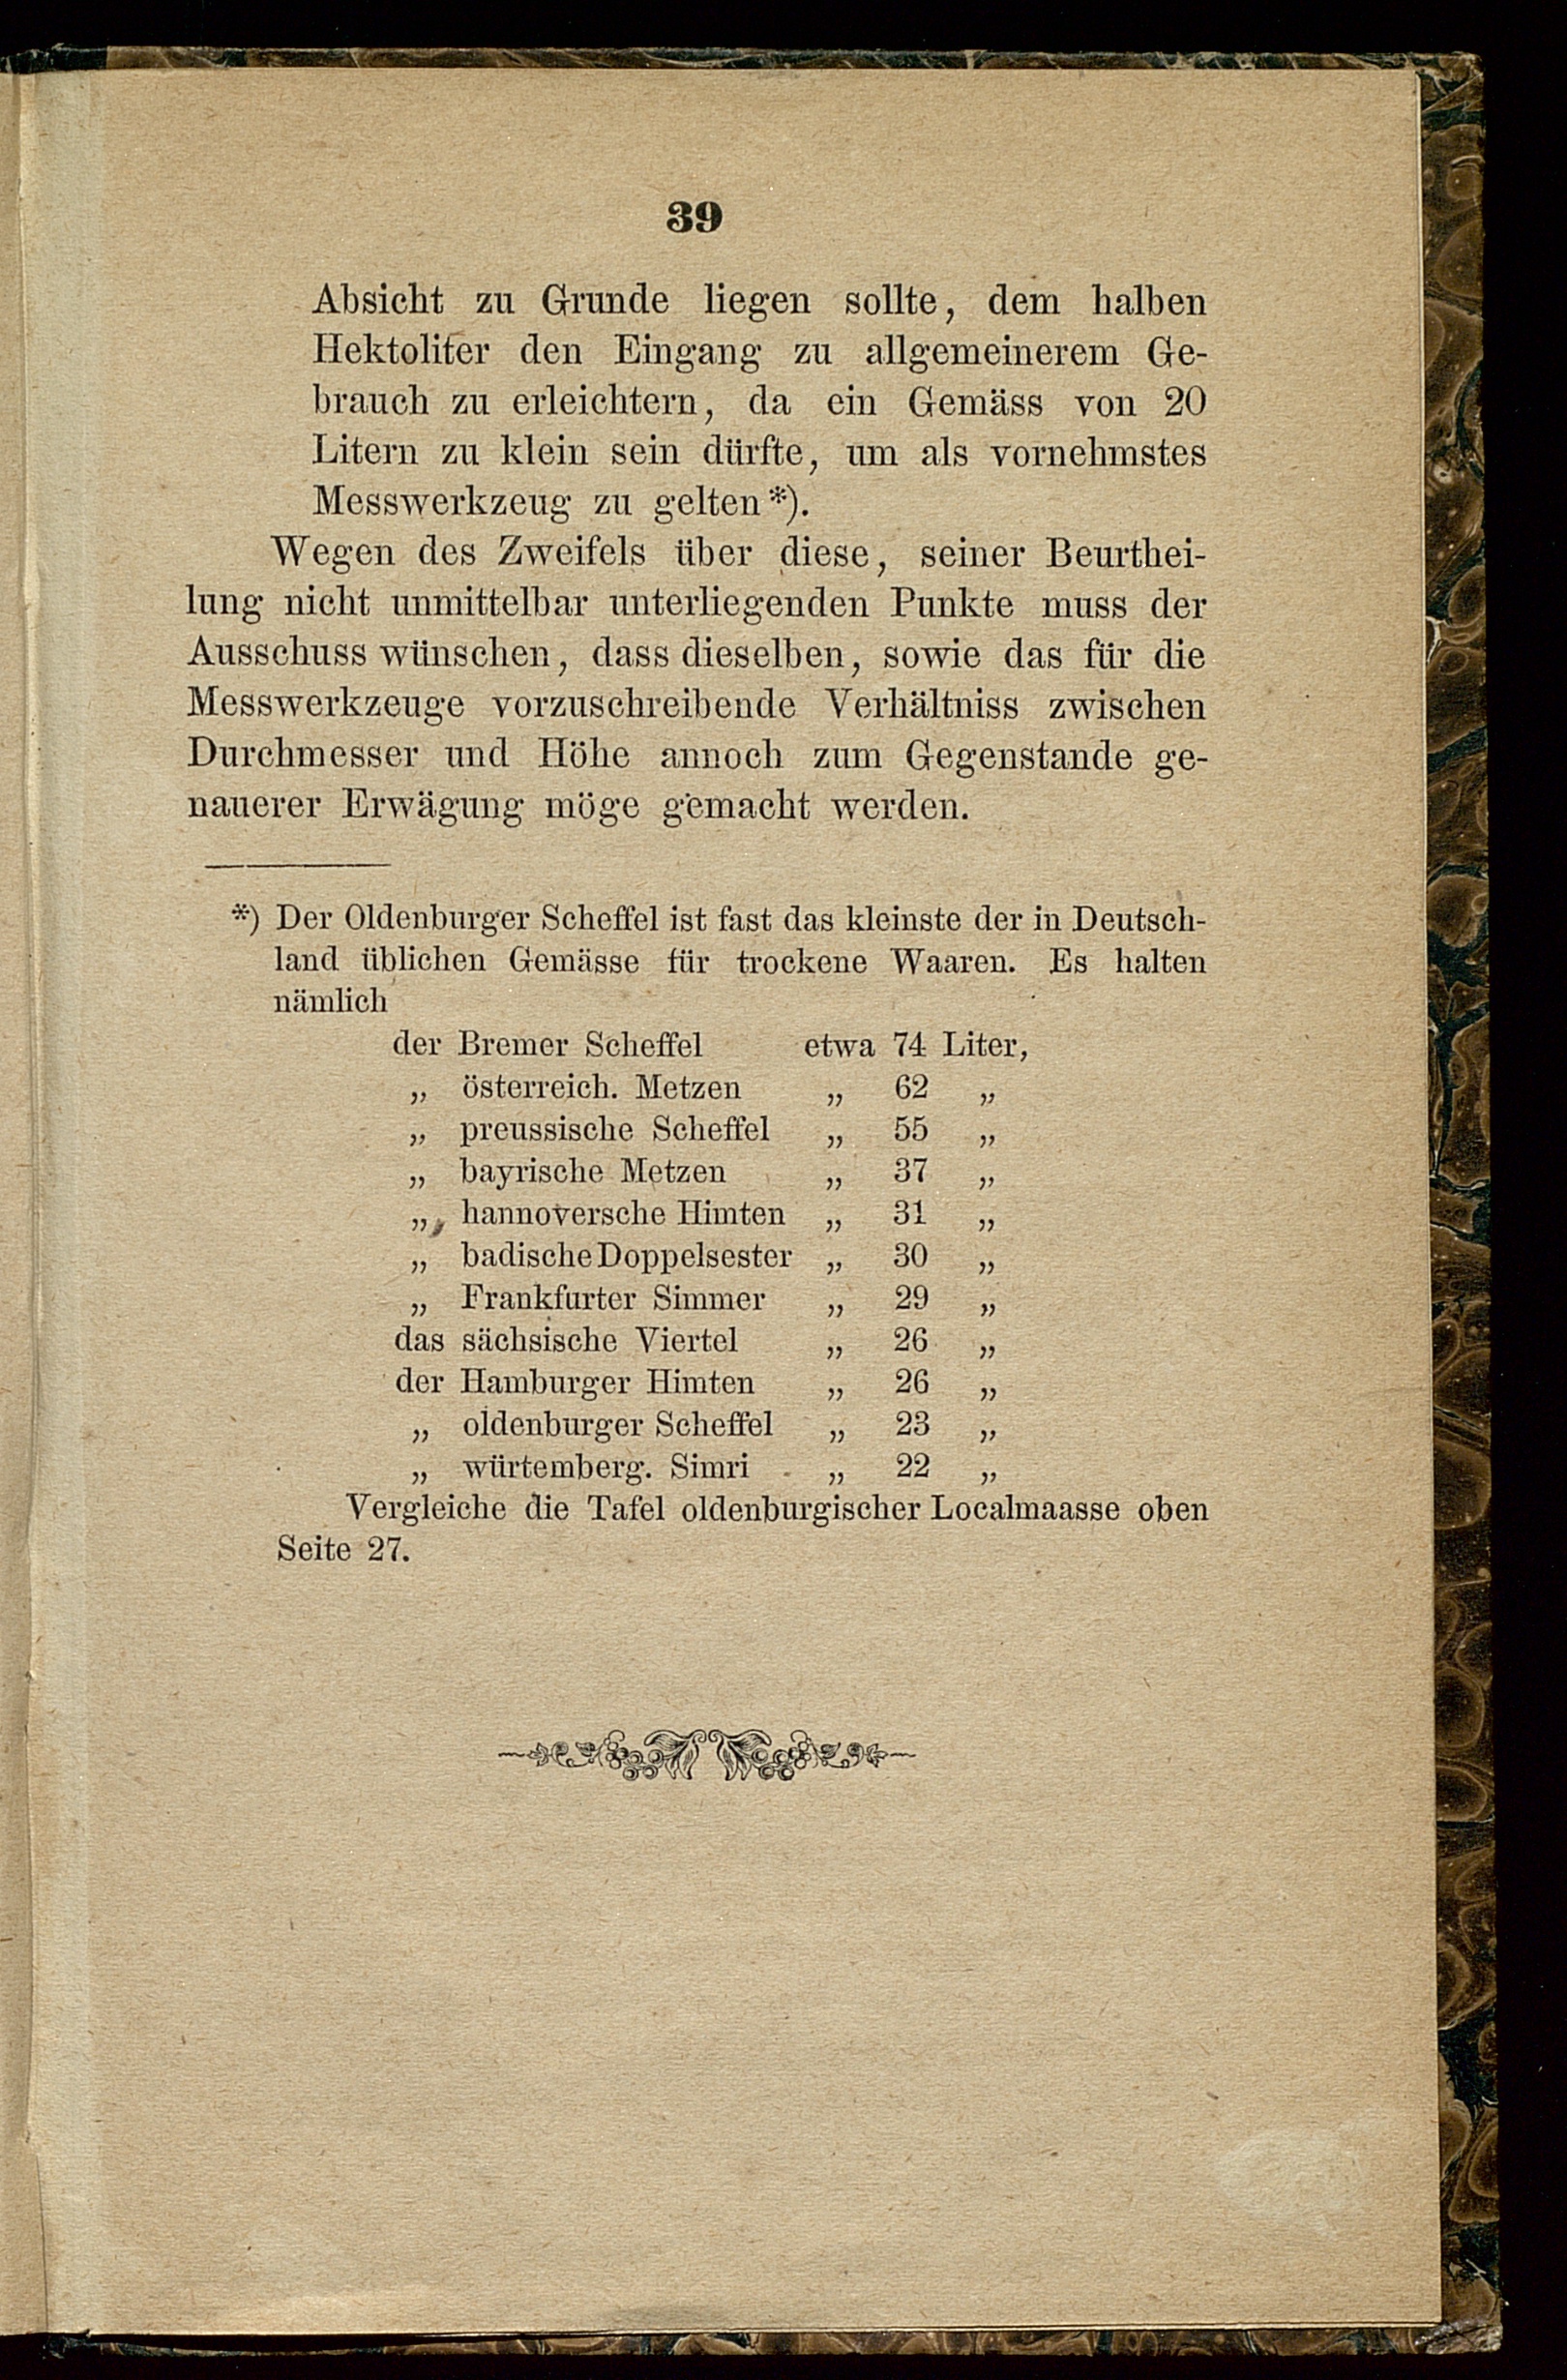 39
Absicht zu Grunde liegen sollte, dem halben
Hektoliter den Eingang zu allgemeinerem Ge-
brauch zu erleichtern, da ein Gemäss von 20
Litern zu klein sein dürfte, um als vornehmstes
Messwerkzeug zu gelten*).
Wegen des Zweifels über diese, seiner Beurthei-
lung nicht unmittelbar unterliegenden Punkte muss der
Ausschuss wünschen, dass dieselben, sowie das für die
Messwerkzeuge vorzuschreibende Verhältniss zwischen
Durchmesser und Höhe annoch zum Gegenstande ge-
nauerer Erwägung möge gemacht werden.
*) Der Oldenburger Scheffel ist fast das kleinste der in Deutsch-
land üblichen Gemässe für trockene Waaren. Es halten
nämlich
der Bremer Scheffel etwa 74 Liter,
„ österreich. Metzen „ 62 „
„ preussische Scheffel „ 55 „
„ bayrische Metzen „ 37 „
„ hannoversche Himten „ 31 „
„ badische Doppelsester „ 30 „
„ Frankfurter Simmer „ 29 „
das sächsische Viertel „ 26 „
der Hamburger Himten „ 26 „
„ oldenburger Scheffel „ 23 „
„ würtemberg. Simri „ 22 „
Vergleiche die Tafel oldenburgischer Localmaasse oben
Seite 27.